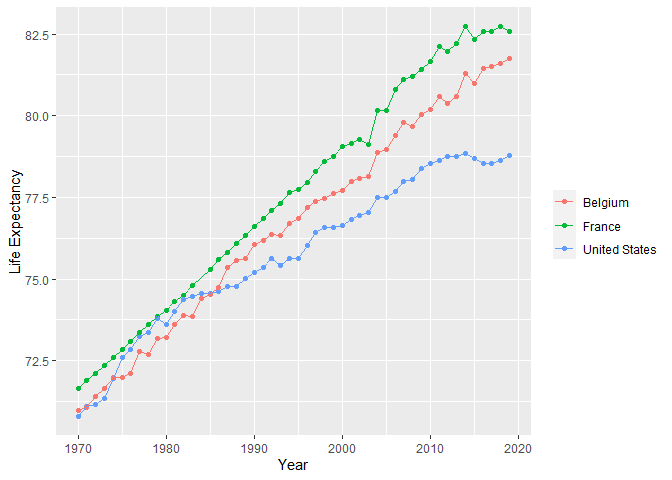 82.5
80.0
77.5
75.0
72.5
Life Expectancy
1970 1980 1990 2000 2010 2020
Year
Belgium
France
United States